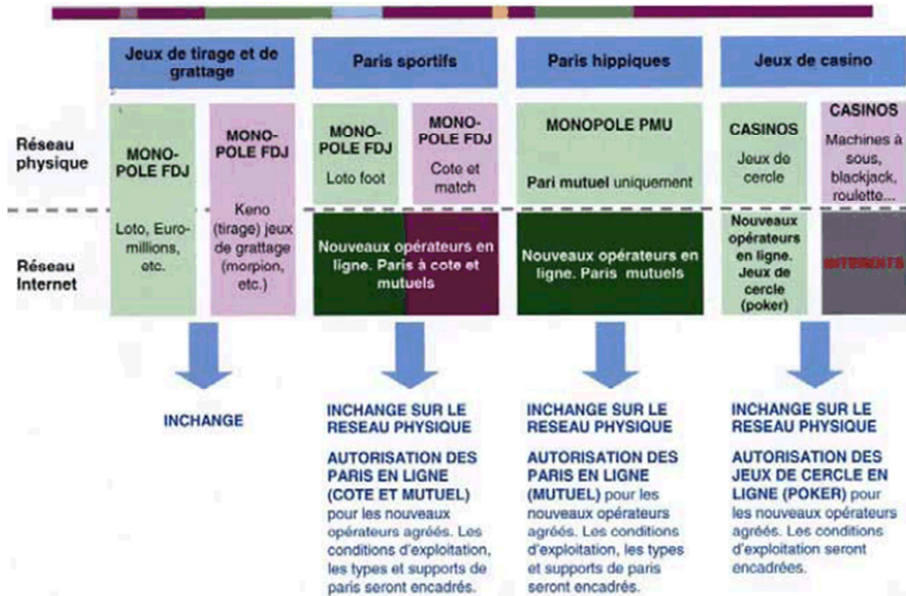 Jeux de tirage et de
grattage
Paris sportifs
Paris hippiques
Jeux de casino
Réseau
physique
MONO-
POLE FDJ
MONO-
POLE FDJ
MONO-
POLE FDJ
Loto foot
MONO-
POLE FDJ
Cote et
match
MONOPOLE PMU
Pari mutuel uniquement
CASINOS
Jeux de
cercle
CASINOS
Machines à
sous,
blackjack,
roulette...
Réseau
Internet
Loto, Euro-
millions,
etc.
Keno
(tirage) jeux
de grattage
(morpion,
etc.)
Nouveaux opérateurs en
ligne. Paris à cote et
mutuels
Nouveaux opérateurs en
ligne. Paris mutuels
Nouveaux
opérateurs
en ligne.
Jeux de
cercle
(poker)
INTERDITS
INCHANGE
INCHANGE SUR LE
RESEAU PHYSIQUE
AUTORISATION DES
PARIS EN LIGNE
(COTE ET MUTUEL)
pour les nouveaux
opérateurs agréés. Les
conditions d'exploitation,
les types et supports de
paris seront encadrés.
INCHANGE SUR LE
RESEAU PHYSIQUE
AUTORISATION DES
PARIS EN LIGNE
(MUTUEL) pour les
nouveaux opérateurs
agréés. Les conditions
d'exploitation, les types
et supports de paris
seront encadrés.
INCHANGE SUR LE
RESEAU PHYSIQUE
AUTORISATION DES
JEUX DE CERCLE EN
LIGNE (POKER) pour
les nouveaux opérateurs
agréés. Les conditions
d'exploitation seront
encadrées.